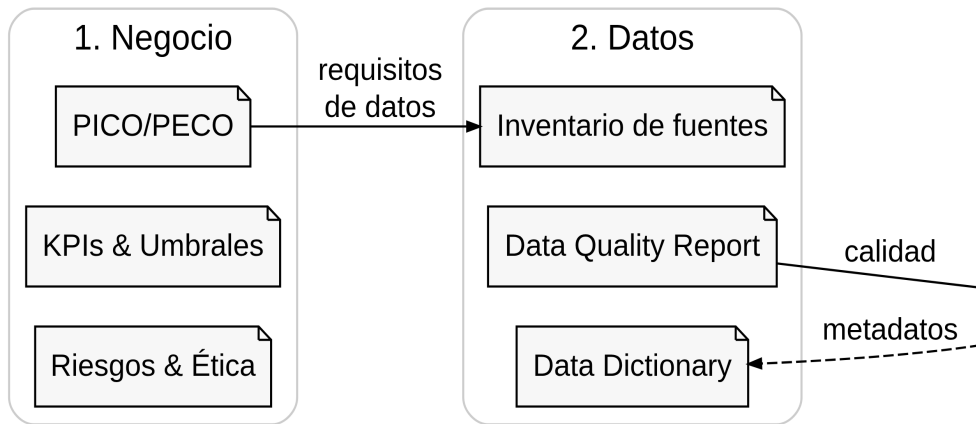 1. Negocio
PICO/PECO
KPIs & Umbrales
Riesgos & Ética
requisitos
de datos
2. Datos
Inventario de fuentes
Data Quality Report
Data Dictionary
calidad
metadatos